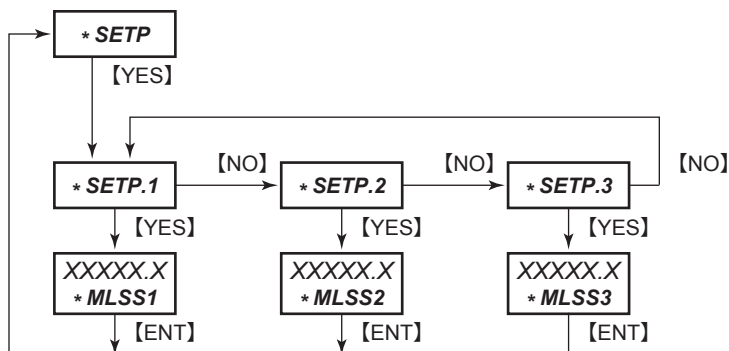 * SETP
【YES】
【NO】 【NO】 【NO】
* SETP.1 * SETP.2 * SETP.3
【YES】 【YES】 【YES】
XXXXX.X XXXXX.X XXXXX.X
* MLSS1 * MLSS2 * MLSS3
【ENT】 【ENT】 【ENT】